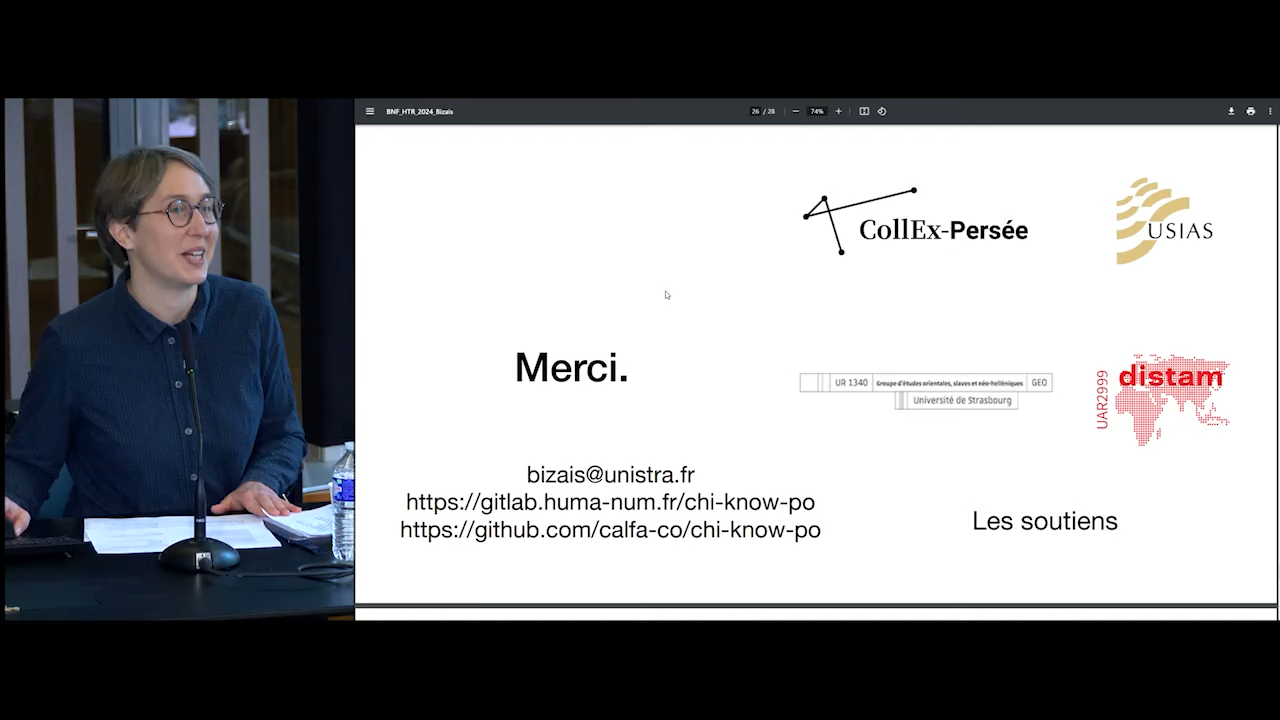 BNF_HTR_2024_Bizais
26 / 28
74%
CollEx-Persée
USIAS
Merci.
UR 1340 Groupe d'études orientales, slaves et néo-helléniques GEO
Université de Strasbourg
UAR2999
distam
bizais@unistra.fr
https://gitlab.huma-num.fr/chi-know-po
https://github.com/calfa-co/chi-know-po
Les soutiens